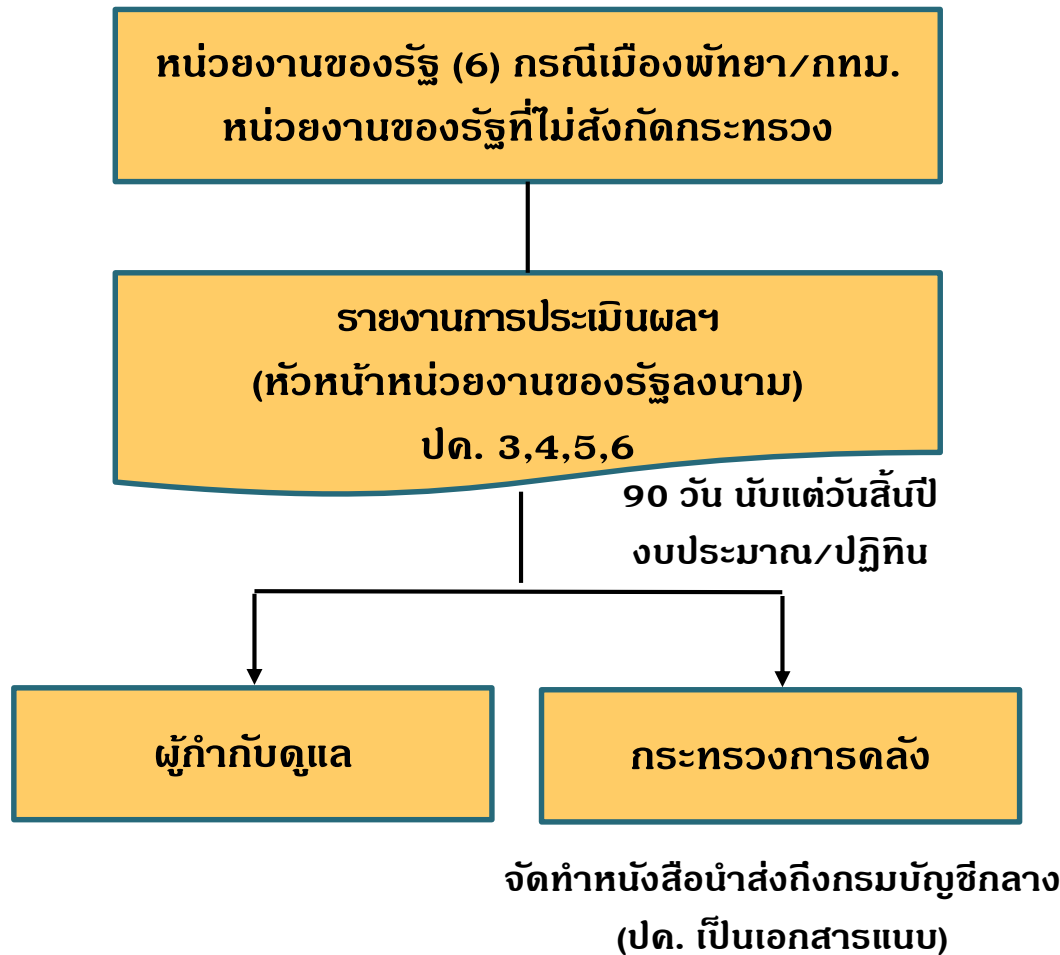 หน่วยงานของรัฐ (6) กรณีเมืองพัทยา/กทม.
หน่วยงานของรัฐที่ไม่สังกัดกระทรวง
รายงานการประเมินผลฯ
(หัวหน้าหน่วยงานของรัฐลงนาม)
ปค. 3,4,5,6
90 วัน นับแต่วันสิ้นปี
งบประมาณ/ปฏิทิน
ผู้กำกับดูแล
กระทรวงการคลัง
จัดทำหนังสือนำส่งถึงกรมบัญชีกลาง
(ปค. เป็นเอกสารแนบ)